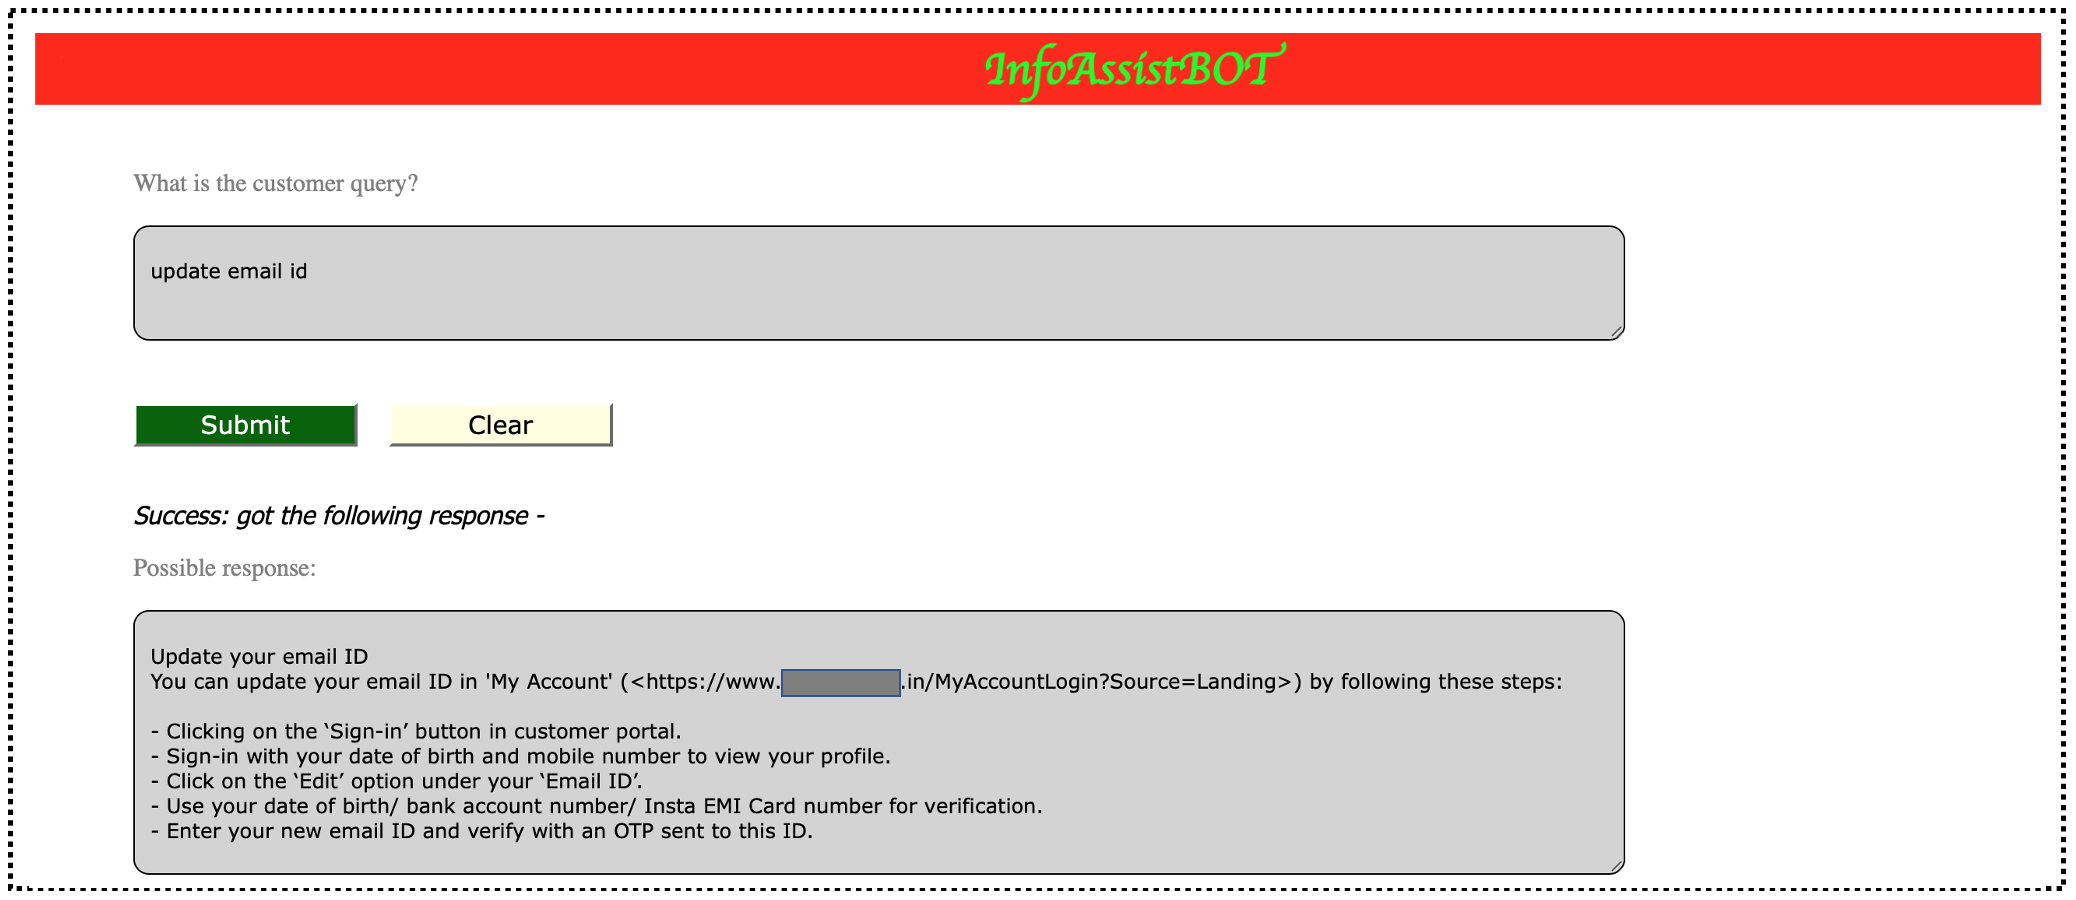 InfoAssistBOT
What is the customer query?
update email id
Submit Clear
Success: got the following response -
Possible response:
Update your email ID
You can update your email ID in 'My Account' (<https://www. .in/MyAccountLogin?Source=Landing>) by following these steps:
- Clicking on the ‘Sign-in’ button in customer portal.
- Sign-in with your date of birth and mobile number to view your profile.
- Click on the ‘Edit’ option under your ‘Email ID’.
- Use your date of birth/ bank account number/ Insta EMI Card number for verification.
- Enter your new email ID and verify with an OTP sent to this ID.